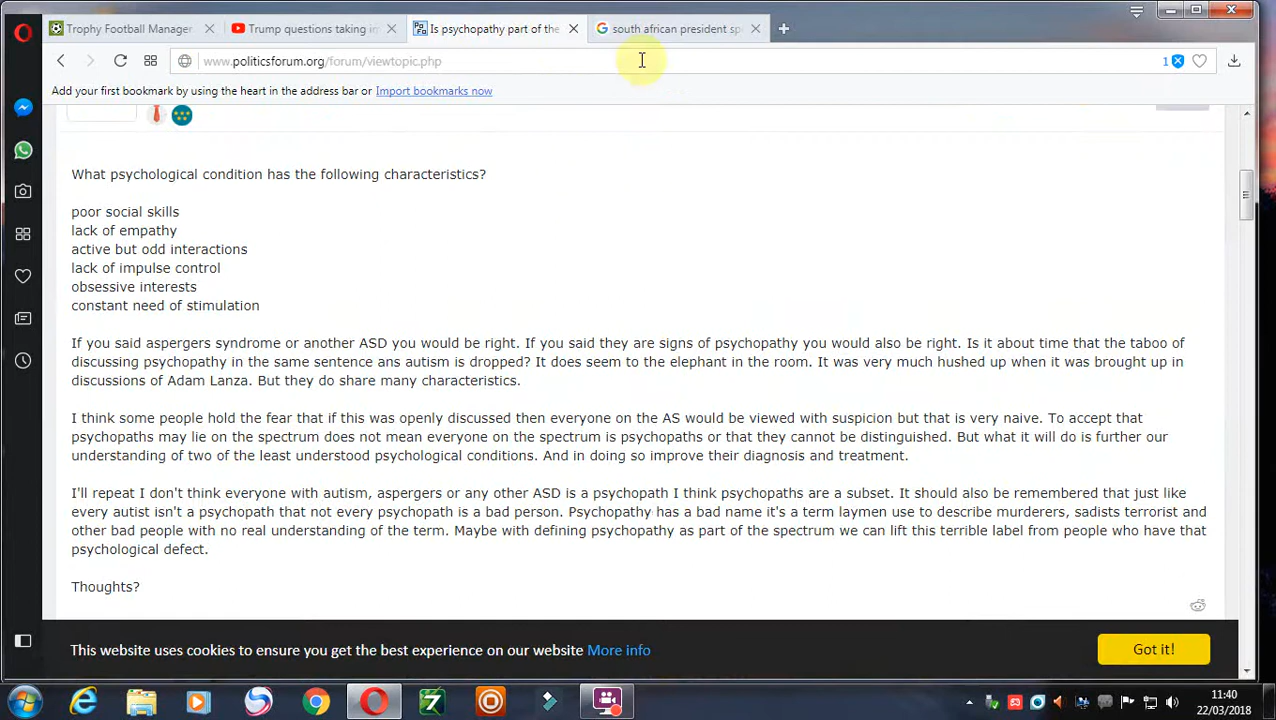 Trophy Football Manager
Trump questions taking in
Is psychopathy part of the
south african president sp
www.politicsforum.org/forum/viewtopic.php
1
Add your first bookmark by using the heart in the address bar or Import bookmarks now
What psychological condition has the following characteristics?
poor social skills
lack of empathy
active but odd interactions
lack of impulse control
obsessive interests
constant need of stimulation
If you said aspergers syndrome or another ASD you would be right. If you said they are signs of psychopathy you would also be right. Is it about time that the taboo of
discussing psychopathy in the same sentence ans autism is dropped? It does seem to the elephant in the room. It was very much hushed up when it was brought up in
discussions of Adam Lanza. But they do share many characteristics.
I think some people hold the fear that if this was openly discussed then everyone on the AS would be viewed with suspicion but that is very naive. To accept that
psychopaths may lie on the spectrum does not mean everyone on the spectrum is psychopaths or that they cannot be distinguished. But what it will do is further our
understanding of two of the least understood psychological conditions. And in doing so improve their diagnosis and treatment.
I'll repeat I don't think everyone with autism, aspergers or any other ASD is a psychopath I think psychopaths are a subset. It should also be remembered that just like
every autist isn't a psychopath that not every psychopath is a bad person. Psychopathy has a bad name it's a term laymen use to describe murderers, sadists terrorist and
other bad people with no real understanding of the term. Maybe with defining psychopathy as part of the spectrum we can lift this terrible label from people who have that
psychological defect.
Thoughts?
This website uses cookies to ensure you get the best experience on our website More info
Got it!
11:40
22/03/2018